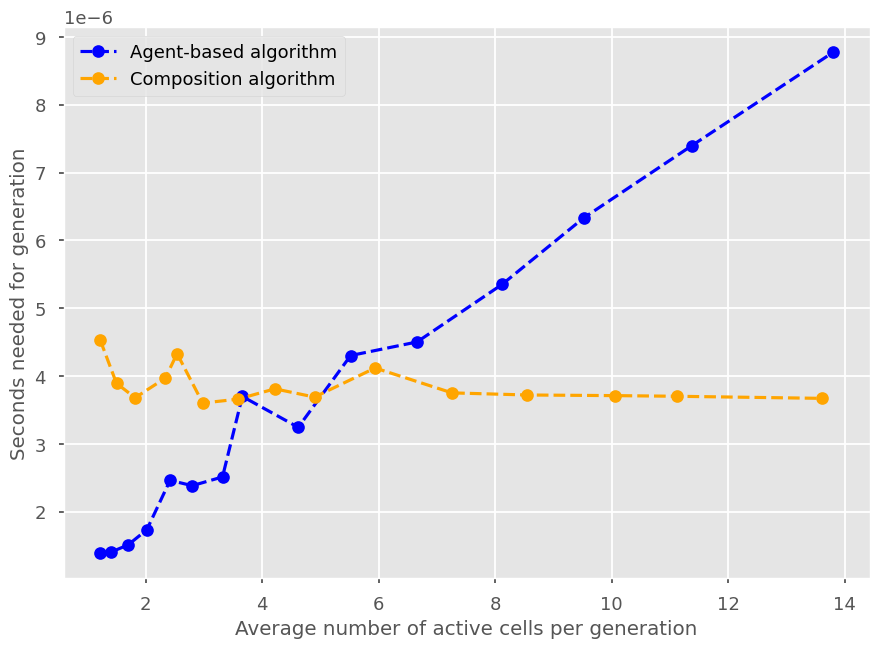 1e−6
Agent-based algorithm
Composition algorithm
Seconds needed for generation
9
8
7
6
5
4
3
2
2 4 6 8 10 12 14
Average number of active cells per generation